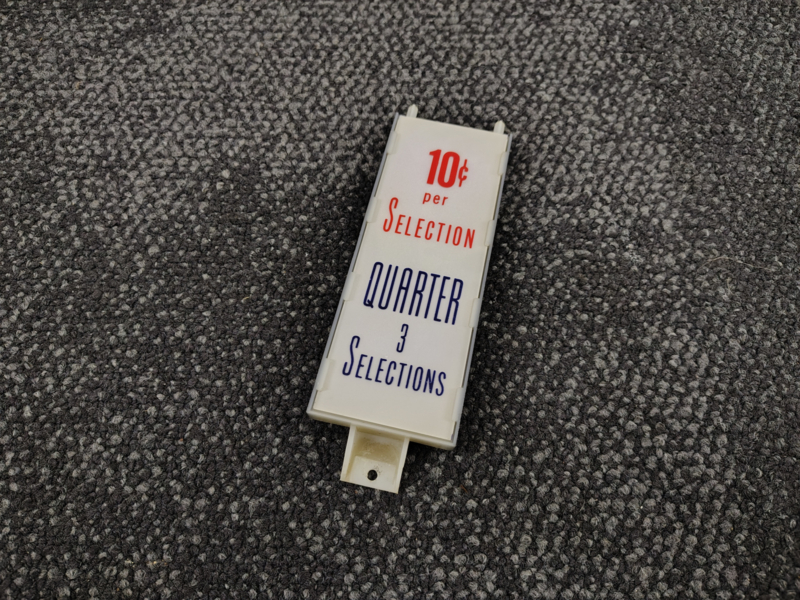 10¢
per
SELECTION
QUARTER
3
SELECTIONS